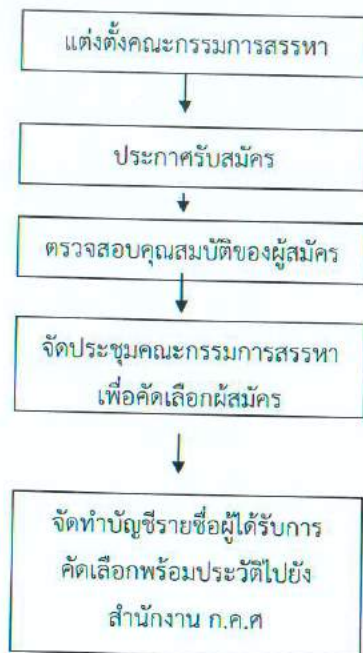 แต่งตั้งคณะกรรมการสรรหา
ประกาศรับสมัคร
ตรวจสอบคุณสมบัติของผู้สมัคร
จัดประชุมคณะกรรมการสรรหา
เพื่อคัดเลือกผู้สมัคร
จัดทำบัญชีรายชื่อผู้ได้รับการ
คัดเลือกพร้อมประวัติไปยัง
สำนักงาน ก.ค.ศ